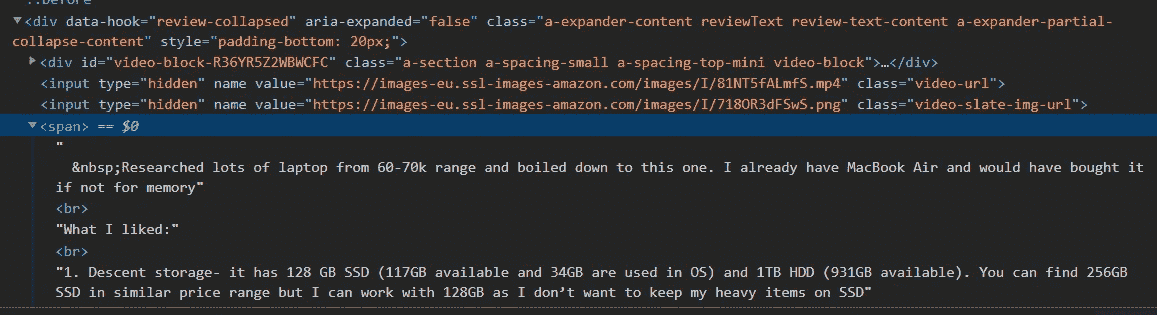 ::before
▼<div data-hook="review-collapsed" aria-expanded="false" class="a-expander-content reviewText review-text-content a-expander-partial-
collapse-content" style="padding-bottom: 20px;">
▶<div id="video-block-R36YR5Z2WBWCFC" class="a-section a-spacing-small a-spacing-top-mini video-block">…</div>
<input type="hidden" name value="https://images-eu.ssl-images-amazon.com/images/I/81NT5fALmfS.mp4" class="video-url">
<input type="hidden" name value="https://images-eu.ssl-images-amazon.com/images/I/718OR3dFSwS.png" class="video-slate-img-url">
▼<span> == $0
"
&nbsp;Researched lots of laptop from 60-70k range and boiled down to this one. I already have MacBook Air and would have bought it
if not for memory"
<br>
"What I liked:"
<br>
"1. Descent storage- it has 128 GB SSD (117GB available and 34GB are used in OS) and 1TB HDD (931GB available). You can find 256GB
SSD in similar price range but I can work with 128GB as I don’t want to keep my heavy items on SSD"